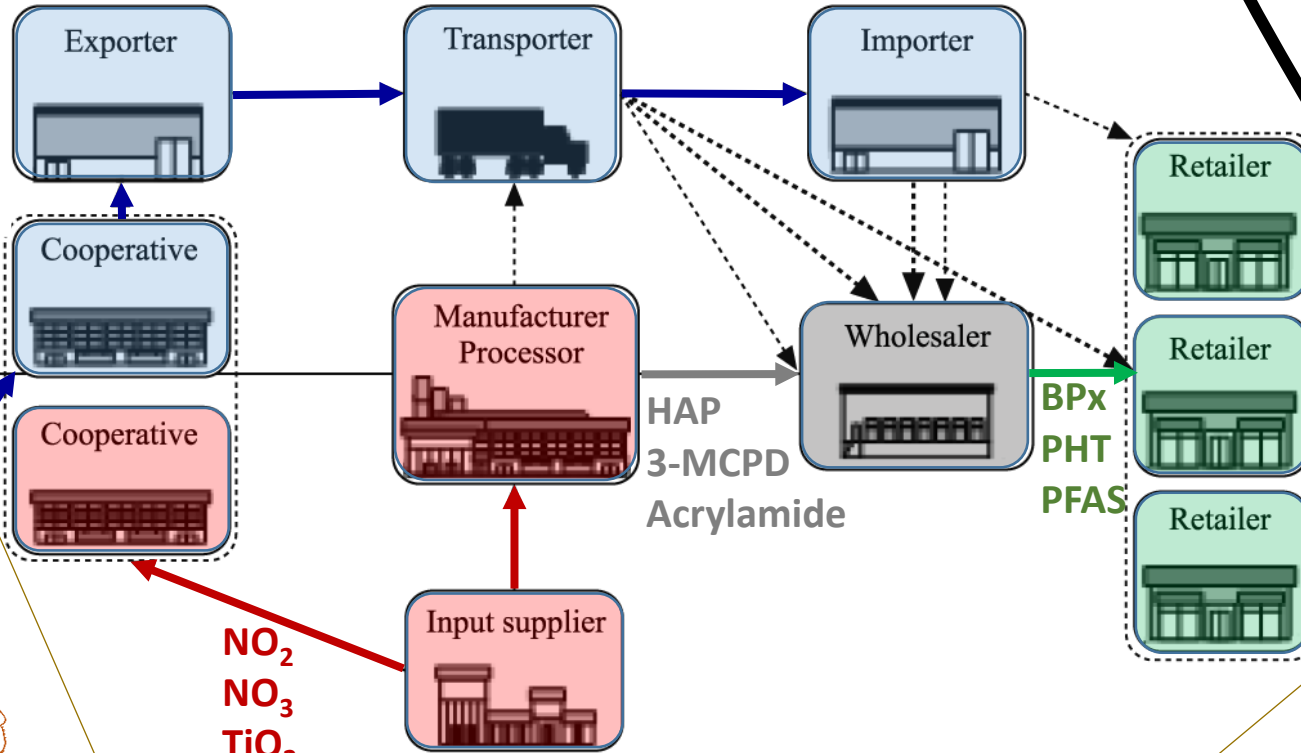 Exporter
Transporter
Importer
Retailer
Cooperative
Manufacturer
Processor
Wholesaler
Retailer
HAP
3-MCPD
Acrylamide
BPx
PHT
PFAS
Cooperative
Retailer
Input supplier
NO₂
NO₃